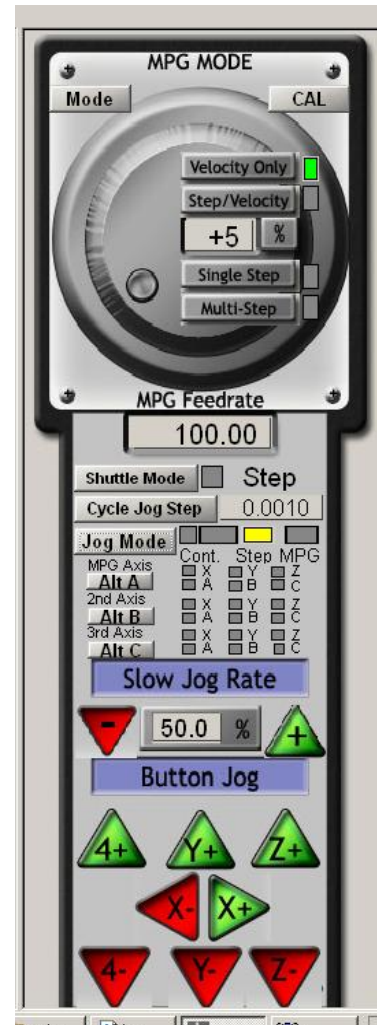 MPG MODE
Mode CAL
Velocity Only
Step/Velocity
+5 %
Single Step
Multi-Step
MPG Feedrate
100.00
Shuttle Mode Step
Cycle Jog Step 0.0010
Jog Mode
Cont. Step MPG
MPG Axis X Y Z
Alt A A B C
2nd Axis X Y Z
Alt B A B C
3rd Axis X Y Z
Alt C A B C
Slow Jog Rate
- 50.0 % +
Button Jog
4+ Y+ Z+
X- X+
4- Y- Z-